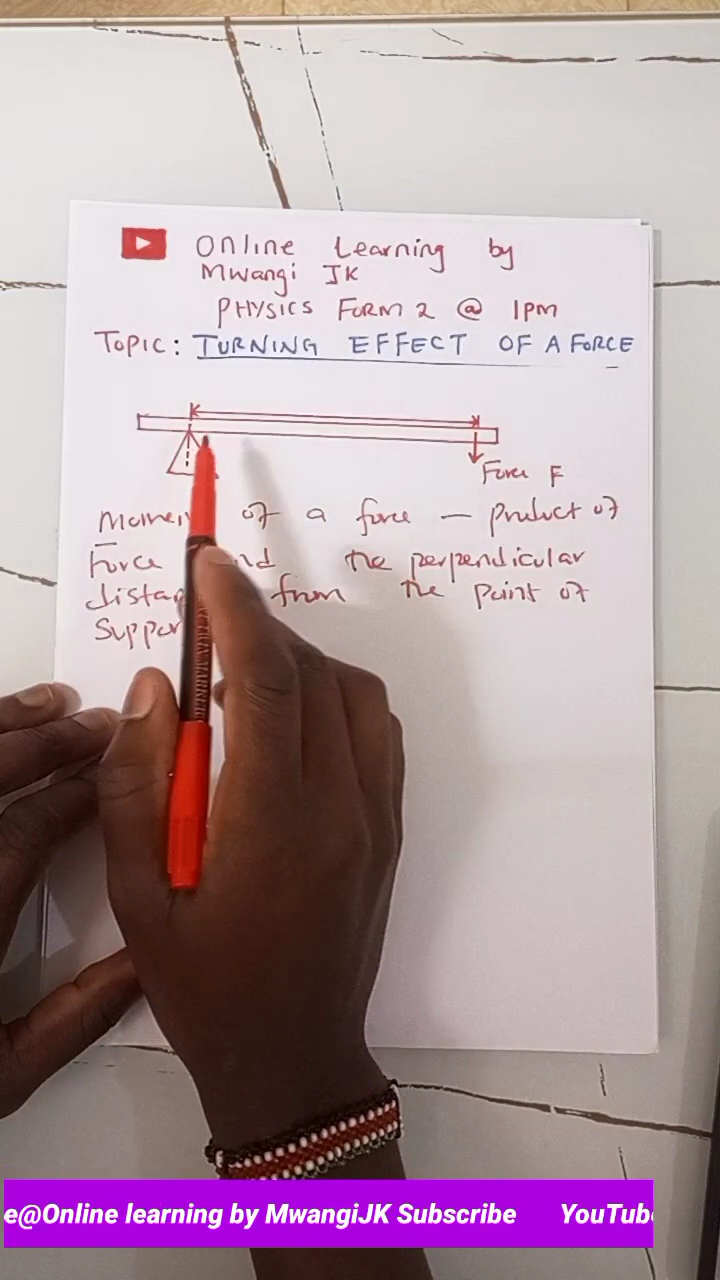 Online Learning by
Mwangi JK
PHYSICS FORM 2 @ 1PM
TOPIC: TURNING EFFECT OF A FORCE
Force F
of a force — product of
Force the perpendicular
from the point of
e@Online learning by MwangiJK Subscribe YouTub